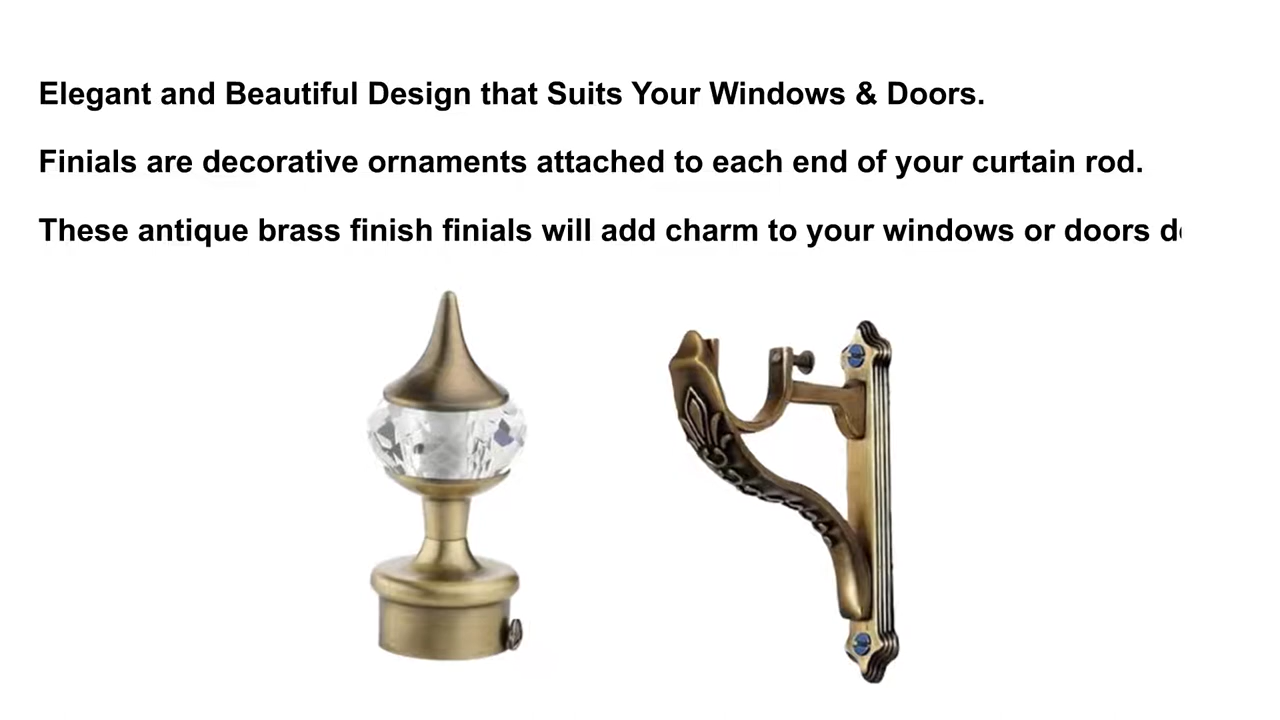 Elegant and Beautiful Design that Suits Your Windows & Doors.
Finials are decorative ornaments attached to each end of your curtain rod.
These antique brass finish finials will add charm to your windows or doors